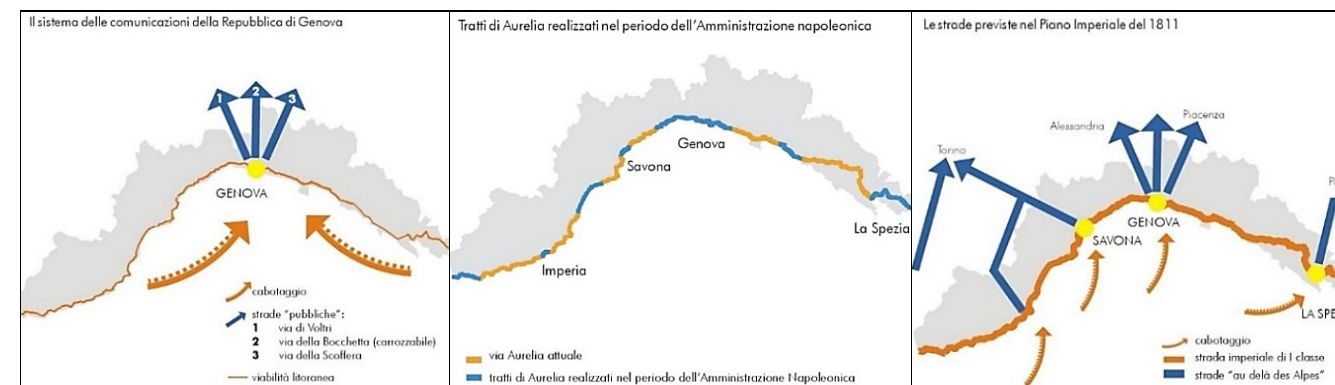 Il sistema delle comunicazioni della Repubblica di Genova
1
2
3
GENOVA
cabotaggio
strade "pubbliche":
1 via di Voltri
2 via della Bocchetta (carrozzabile)
3 via della Scoffera
viabilità litoranea
Tratti di Aurelia realizzati nel periodo dell'Amministrazione napoleonica
Genova
Savona
La Spezia
Imperia
via Aurelia attuale
tratti di Aurelia realizzati nel periodo dell'Amministrazione Napoleonica
Le strade previste nel Piano Imperiale del 1811
Piacenza
Alessandria
Torino
P
GENOVA
SAVONA
LA SPE
cabotaggio
strada imperiale di I classe
strade "au delà des Alpes"